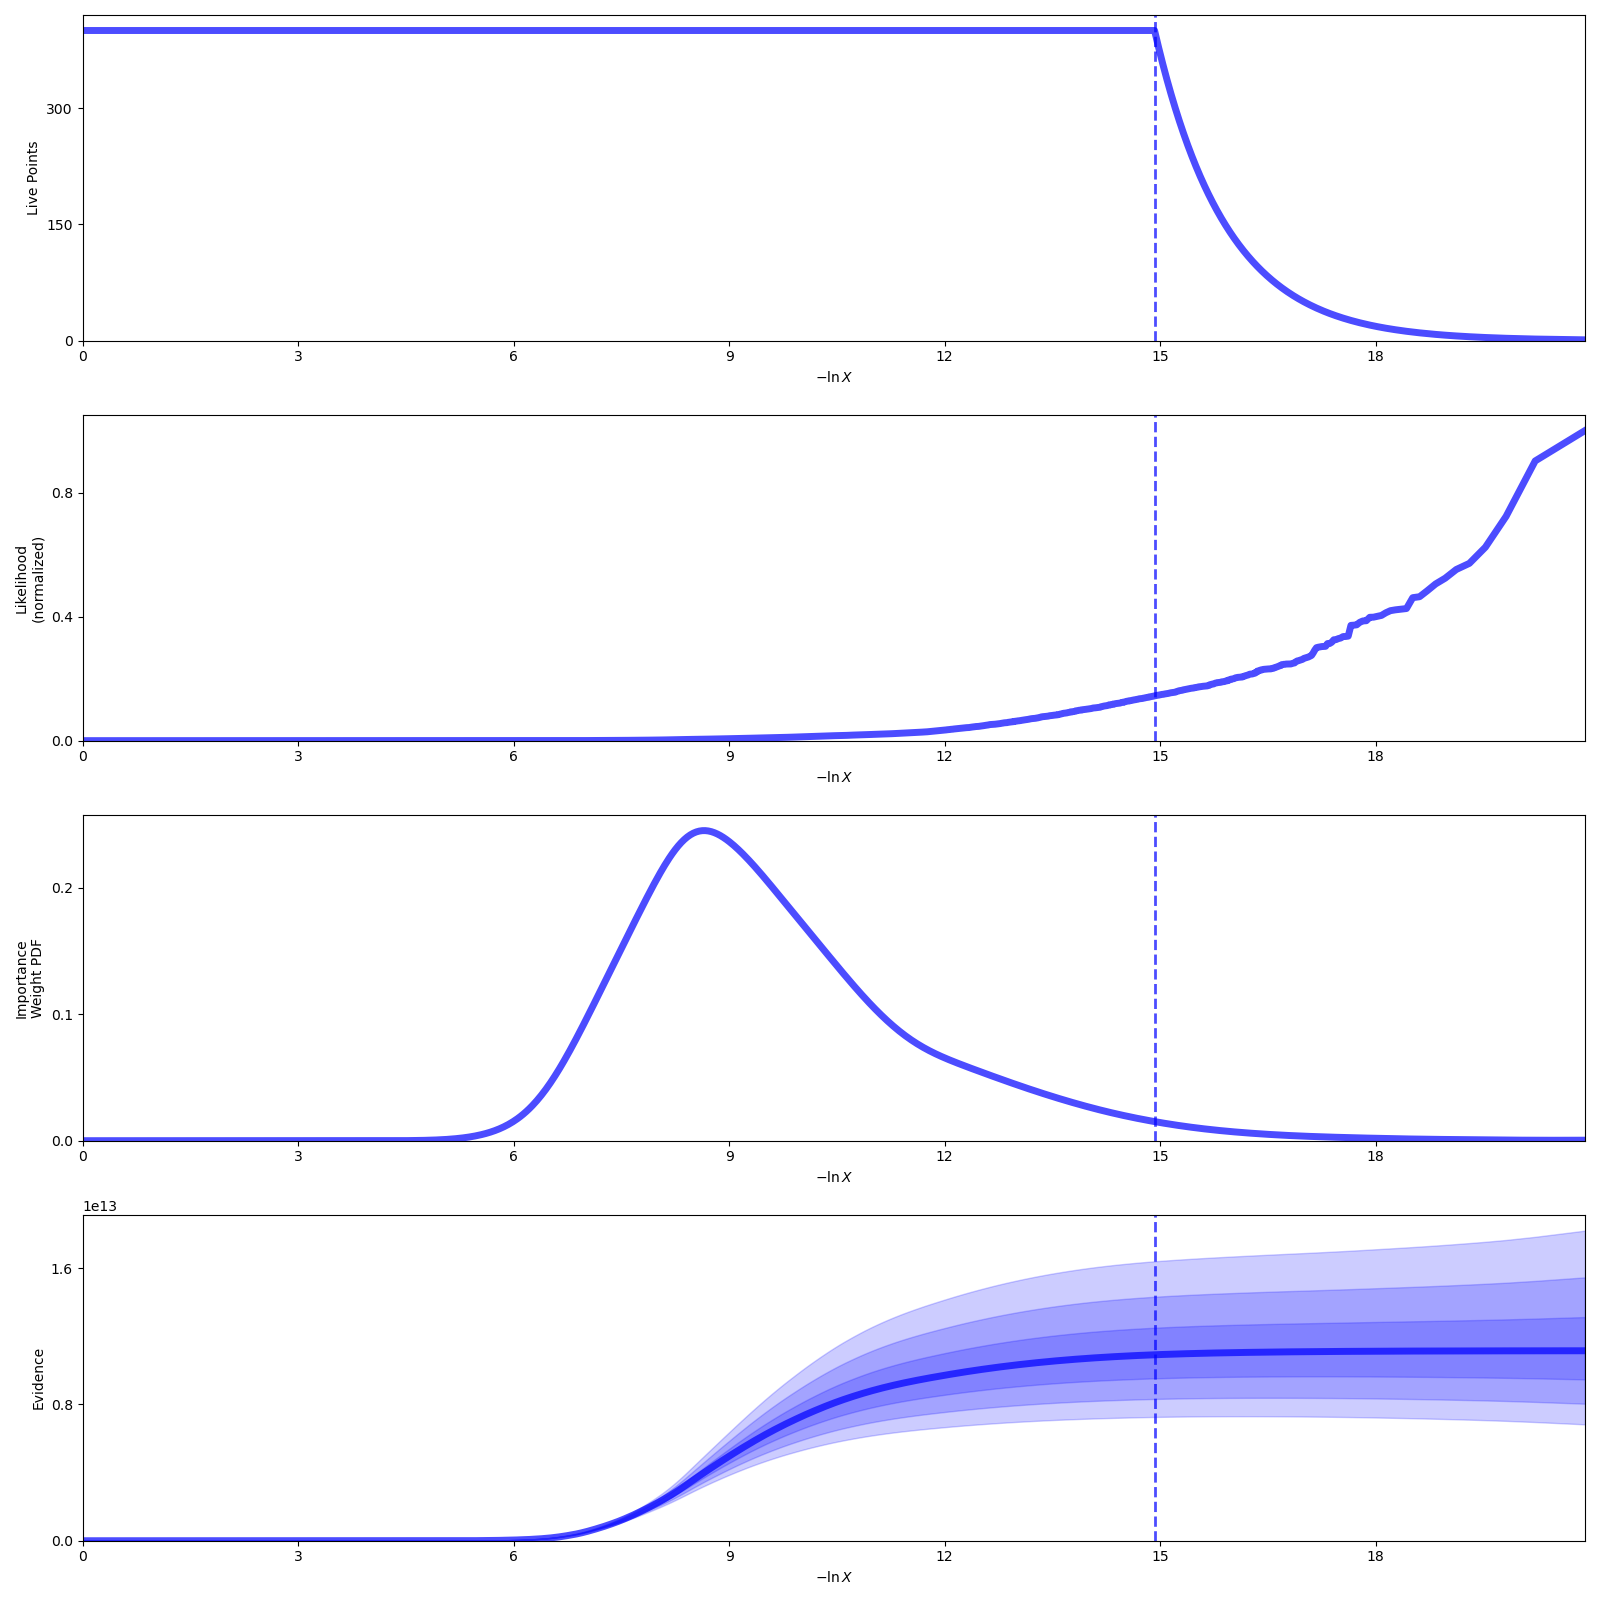 300
150
0
Live Points
0 3 6 9 12 15 18
−ln X
0.8
0.4
0.0
Likelihood
(normalized)
0 3 6 9 12 15 18
−ln X
0.2
0.1
0.0
Importance
Weight PDF
0 3 6 9 12 15 18
−ln X
1e13
1.6
0.8
0.0
Evidence
0 3 6 9 12 15 18
−ln X